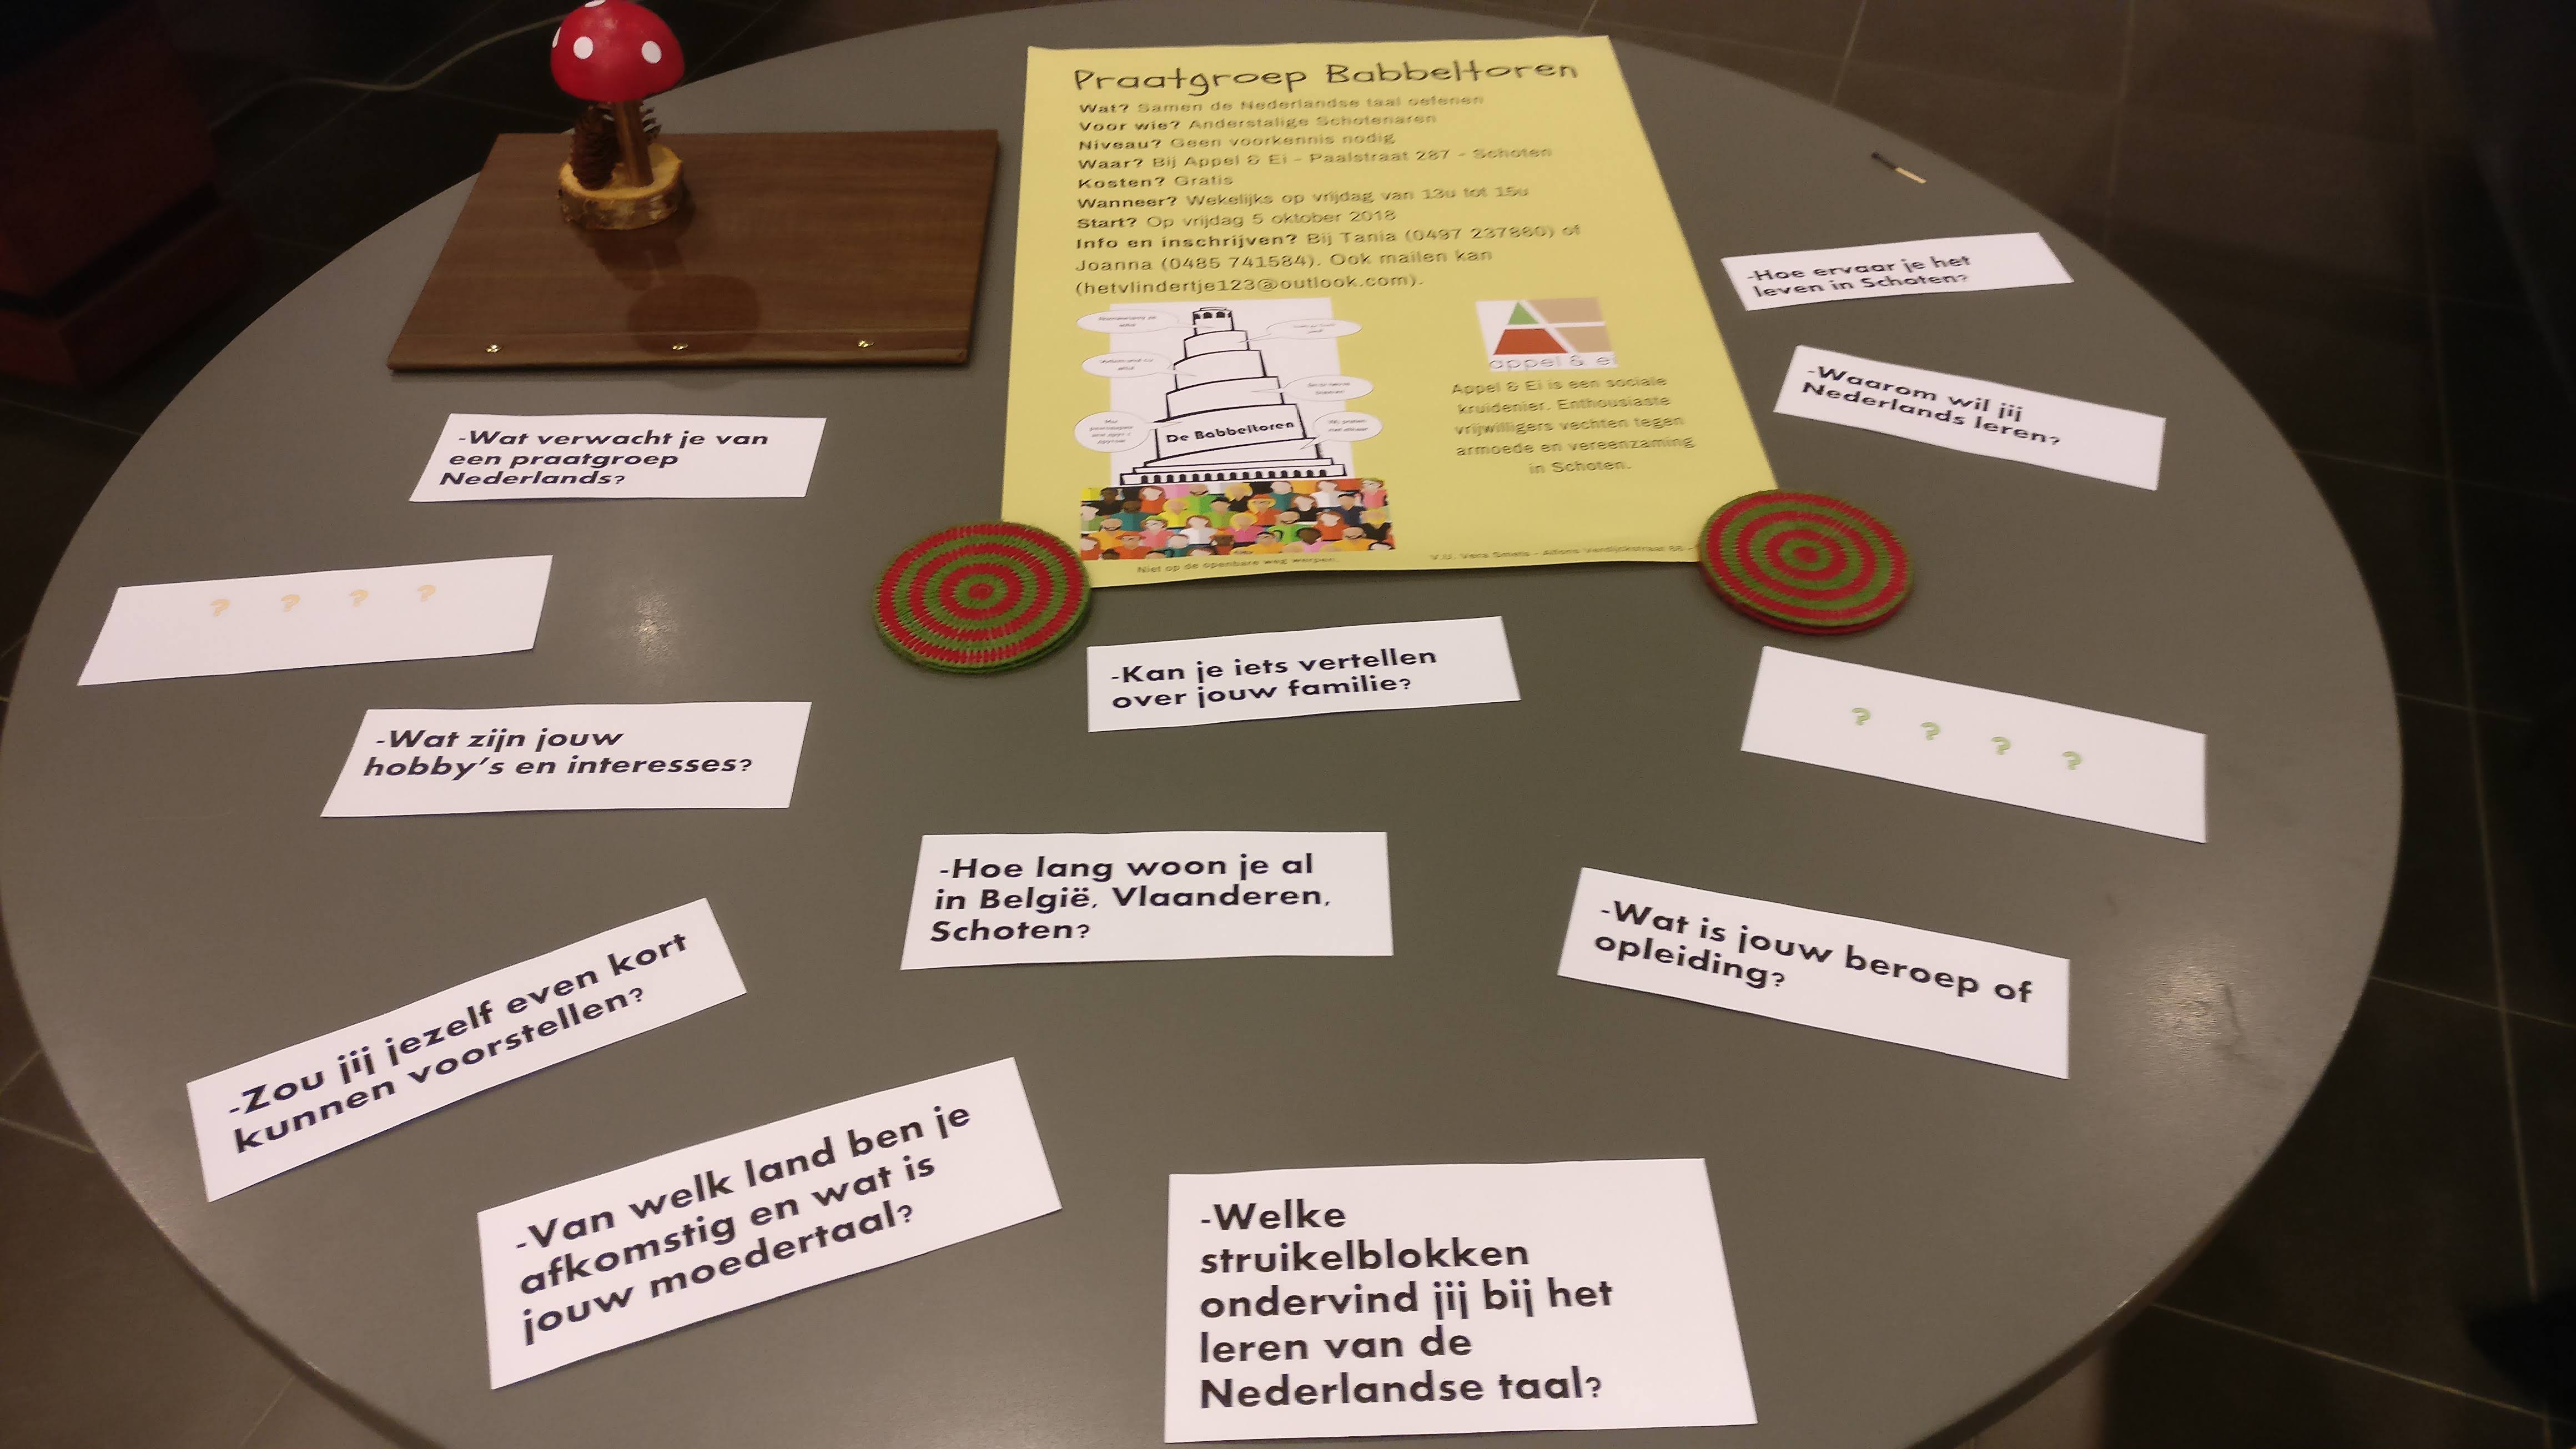 Praatgroep Babbeltoren
Wat? Samen de Nederlandse taal oefenen
Voor wie? Anderstalige Schotenaren
Niveau? Geen voorkennis nodig
Waar? Bij Appel & Ei - Paalstraat 287 - Schoten
Kosten? Gratis
Wanneer? Wekelijks op vrijdag van 13u tot 15u
Start? Op vrijdag 5 oktober 2018
Info en inschrijven? Bij Tania (0497 237860) of
Joanna (0485 741584). Ook mailen kan
(hetvlindertje123@outlook.com).
De Babbeltoren
appel & ei
Appel & Ei is een sociale
kruidenier. Enthousiaste
vrijwilligers vechten tegen
armoede en vereenzaming
in Schoten.
Niet op de openbare weg werpen.
V.U. Vera Smets - Alfons Verdijckstraat
-Hoe ervaar je het
leven in Schoten?
-Waarom wil jij
Nederlands leren?
-Wat verwacht je van
een praatgroep
Nederlands?
? ? ? ?
-Kan je iets vertellen
over jouw familie?
? ? ? ?
-Wat zijn jouw
hobby's en interesses?
-Hoe lang woon je al
in België, Vlaanderen,
Schoten?
-Wat is jouw beroep of
opleiding?
-Zou jij jezelf even kort
kunnen voorstellen?
-Van welk land ben je
afkomstig en wat is
jouw moedertaal?
-Welke
struikelblokken
ondervind jij bij het
leren van de
Nederlandse taal?